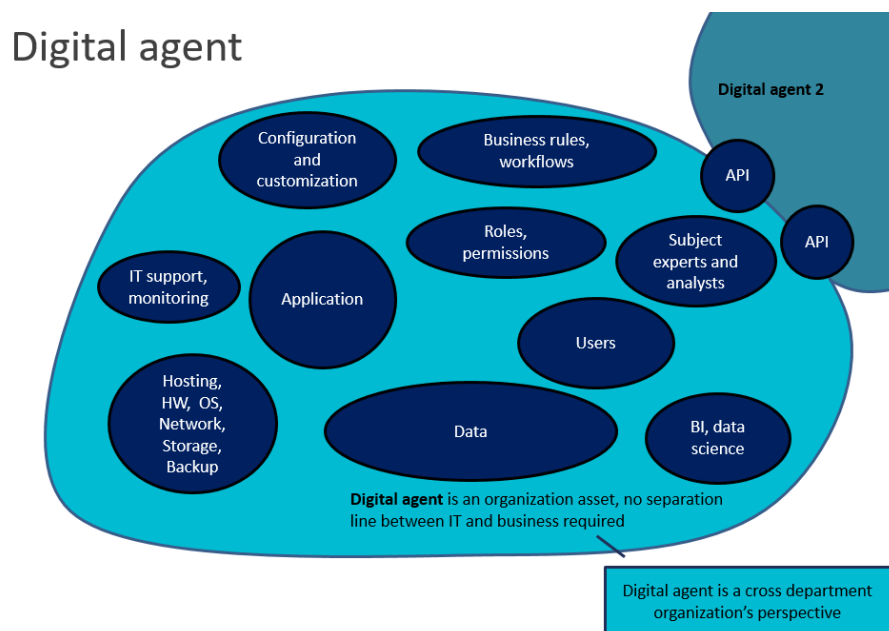 Digital agent
Digital agent 2
Configuration
and
customization
Business rules,
workflows
API
Roles,
permissions
Subject
experts and
analysts
API
IT support,
monitoring
Application
Users
Hosting,
HW, OS,
Network,
Storage,
Backup
Data
BI, data
science
Digital agent is an organization asset, no separation
line between IT and business required
Digital agent is a cross department
organization's perspective